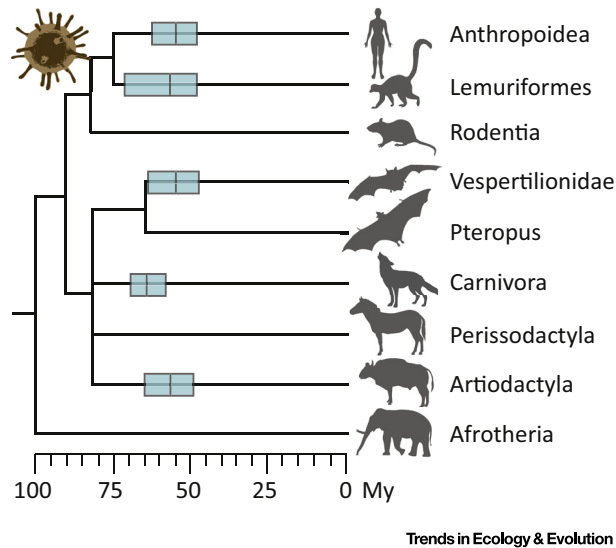 Anthropoidea
Lemuriformes
Rodentia
Vespertilionidae
Pteropus
Carnivora
Perissodactyla
Artiodactyla
Afrotheria
100 75 50 25 0 My
Trends in Ecology & Evolution